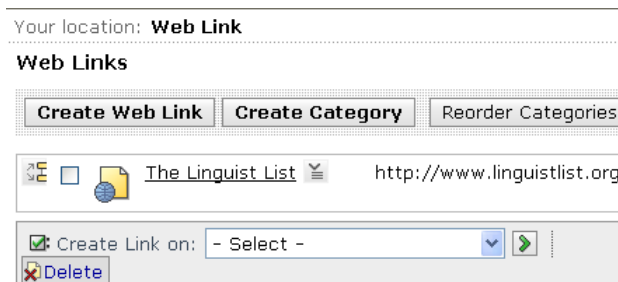 Your location: Web Link
Web Links
Create Web Link Create Category Reorder Categories
The Linguist List http://www.linguistlist.org
Create Link on: - Select -
Delete